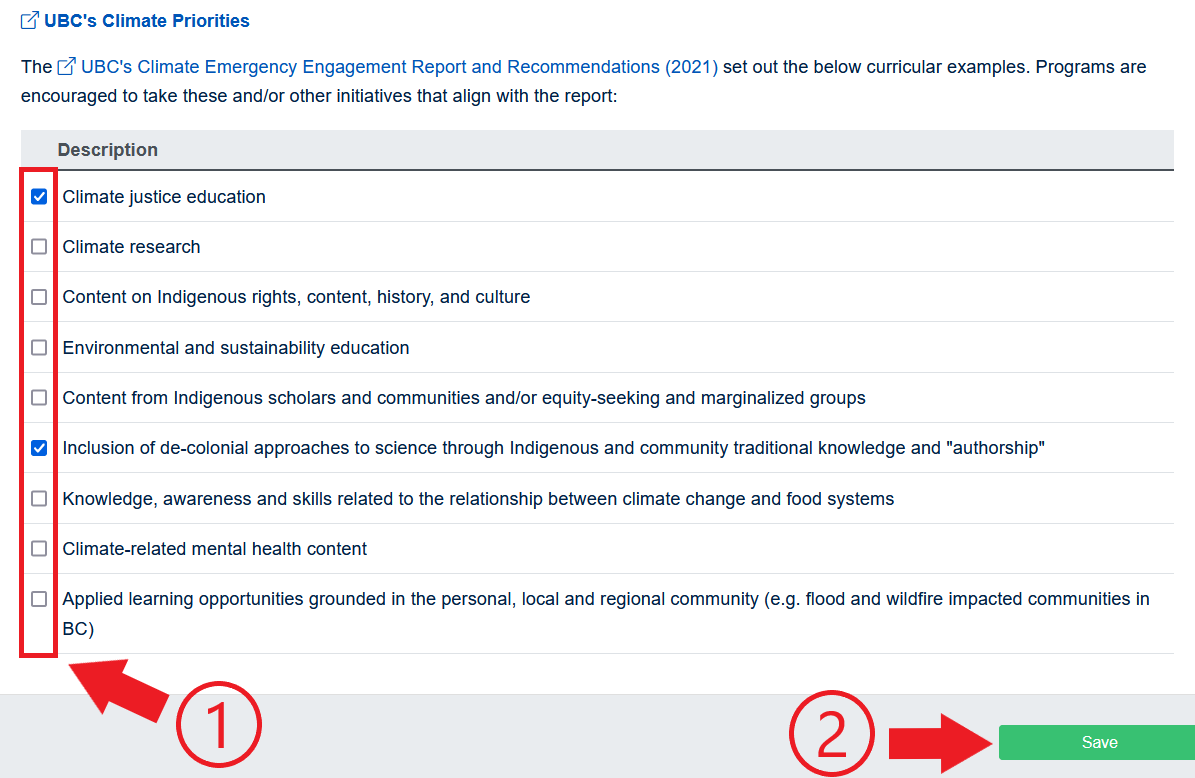 UBC's Climate Priorities
The UBC's Climate Emergency Engagement Report and Recommendations (2021) set out the below curricular examples. Programs are
encouraged to take these and/or other initiatives that align with the report:
Description
Climate justice education
Climate research
Content on Indigenous rights, content, history, and culture
Environmental and sustainability education
Content from Indigenous scholars and communities and/or equity-seeking and marginalized groups
Inclusion of de-colonial approaches to science through Indigenous and community traditional knowledge and "authorship"
Knowledge, awareness and skills related to the relationship between climate change and food systems
Climate-related mental health content
Applied learning opportunities grounded in the personal, local and regional community (e.g. flood and wildfire impacted communities in
BC)
1
2
Save